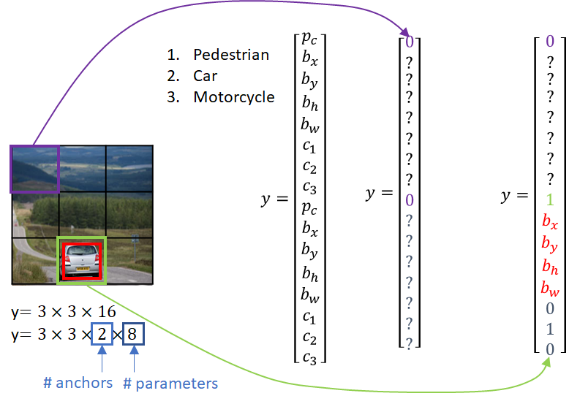 1. Pedestrian
2. Car
3. Motorcycle
y =
p_c
b_x
b_y
b_h
b_w
c_1
c_2
c_3
p_c
b_x
b_y
b_h
b_w
c_1
c_2
c_3
y =
0
?
?
?
?
?
?
?
0
?
?
?
?
?
?
?
y =
0
?
?
?
?
?
?
?
1
b_x
b_y
b_h
b_w
0
1
0
y= 3 × 3 × 16
y= 3 × 3 × 2 × 8
# anchors # parameters